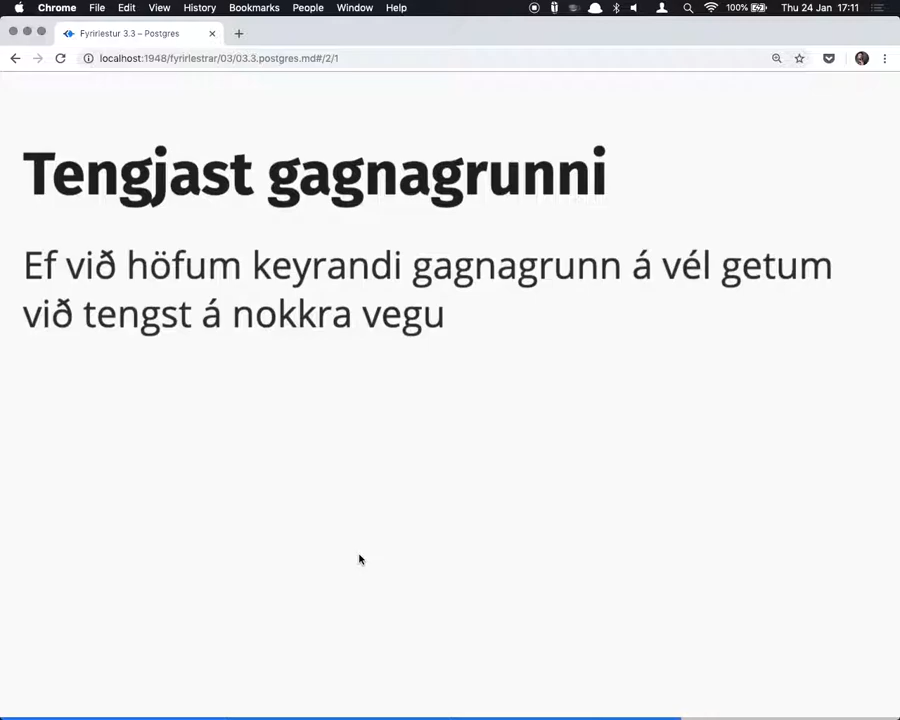 Chrome File Edit View History Bookmarks People Window Help 100% Thu 24 Jan 17:11
Fyrirlestur 3.3 – Postgres
localhost:1948/fyrirlestrar/03/03.3.postgres.md#/2/1
Tengjast gagnagrunni
Ef við höfum keyrandi gagnagrunn á vél getum
við tengst á nokkra vegu